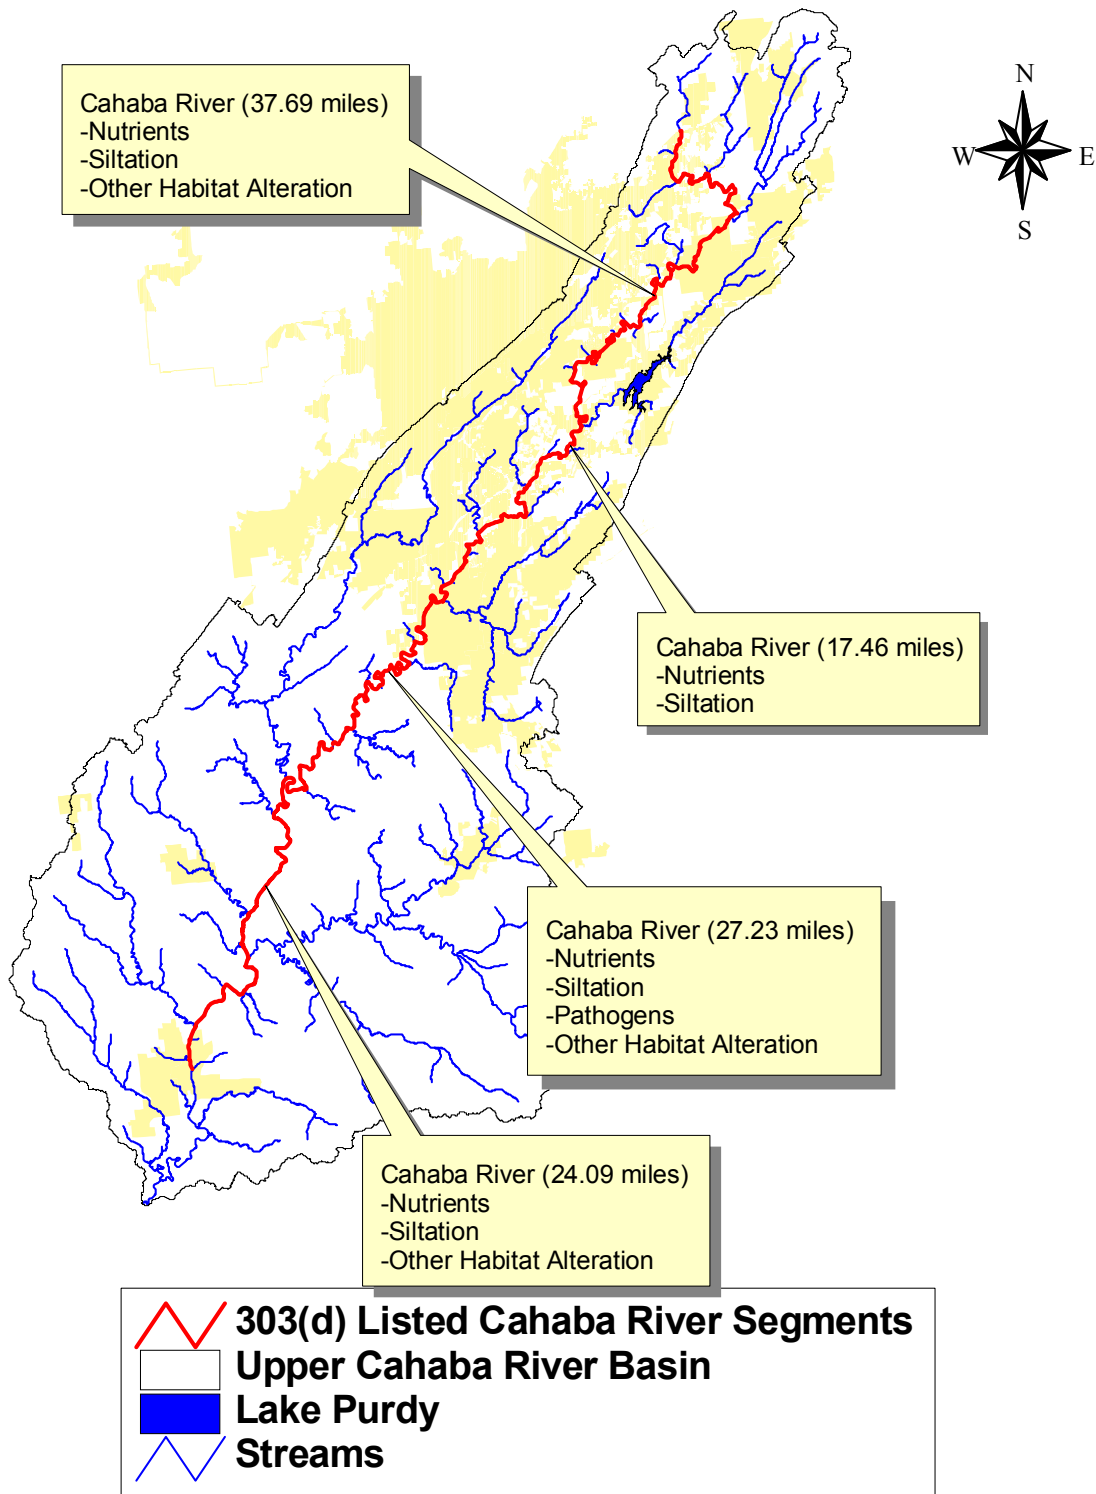 Cahaba River (37.69 miles)
-Nutrients
-Siltation
-Other Habitat Alteration
N
W
E
S
Cahaba River (17.46 miles)
-Nutrients
-Siltation
Cahaba River (27.23 miles)
-Nutrients
-Siltation
-Pathogens
-Other Habitat Alteration
Cahaba River (24.09 miles)
-Nutrients
-Siltation
-Other Habitat Alteration
303(d) Listed Cahaba River Segments
Upper Cahaba River Basin
Lake Purdy
Streams